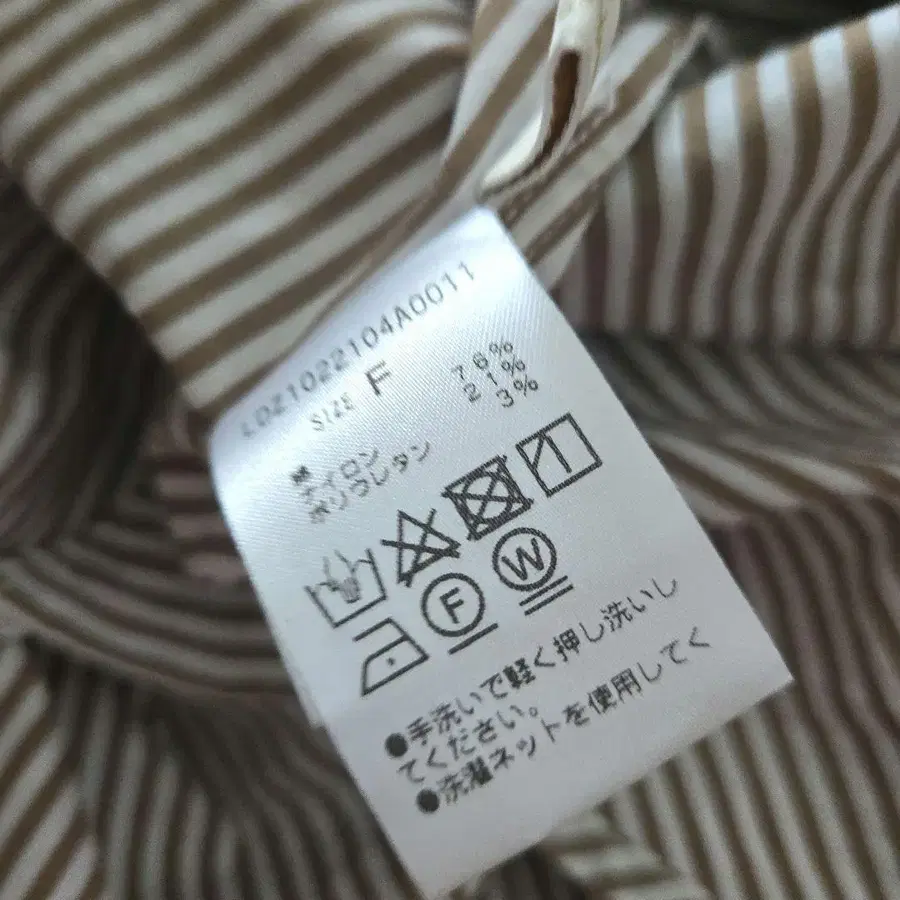 LDZ1022104A0011
SIZE F
綿 76%
ナイロン 21%
ポリウレタン 3%
F
W
●手洗いで軽く押し洗いし
てください。
●洗濯ネットを使用してく